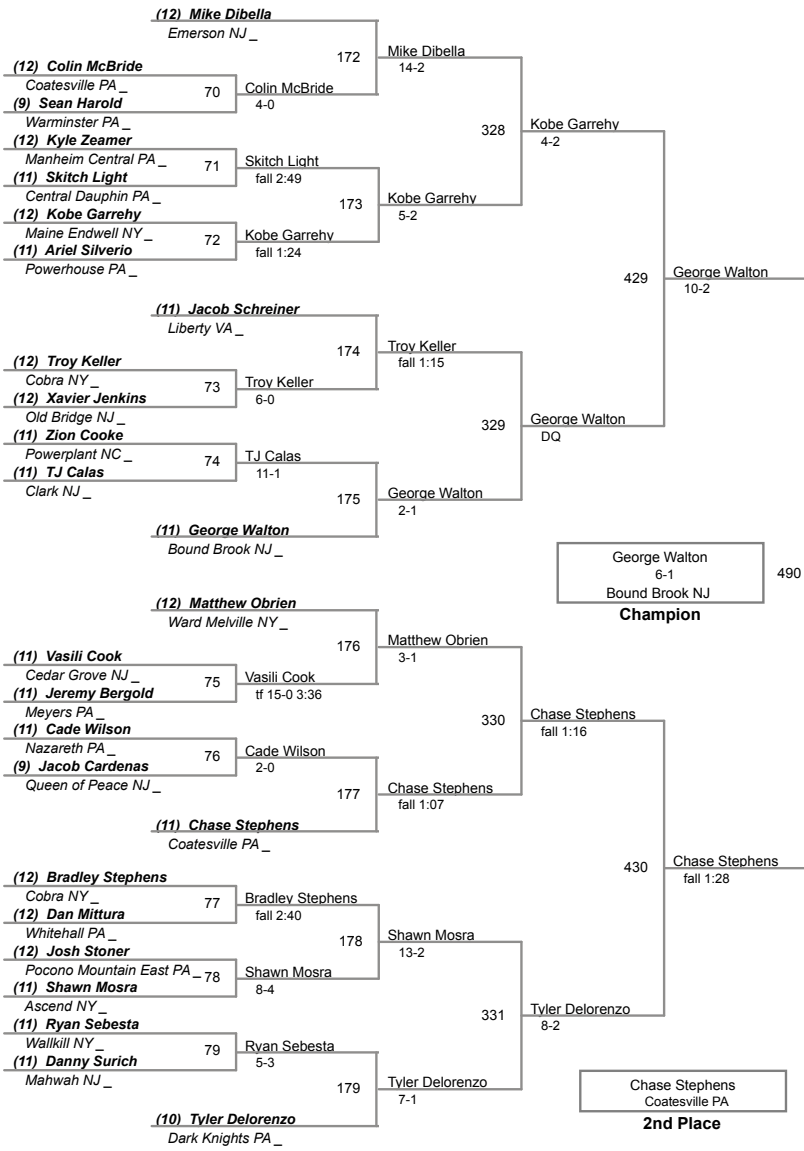 (12) Mike Dibella
Emerson NJ _
172
Mike Dibella
14-2
(12) Colin McBride
Coatesville PA _
70
Colin McBride
4-0
(9) Sean Harold
Warminster PA _
328
Kobe Garrehy
4-2
(12) Kyle Zeamer
Manheim Central PA _
71
Skitch Light
fall 2:49
(11) Skitch Light
Central Dauphin PA _
173
Kobe Garrehy
5-2
(12) Kobe Garrehy
Maine Endwell NY _
72
Kobe Garrehy
fall 1:24
(11) Ariel Silverio
Powerhouse PA _
429
George Walton
10-2
(11) Jacob Schreiner
Liberty VA _
174
Troy Keller
fall 1:15
(12) Troy Keller
Cobra NY _
73
Troy Keller
6-0
(12) Xavier Jenkins
Old Bridge NJ _
329
George Walton
DQ
(11) Zion Cooke
Powerplant NC _
74
TJ Calas
11-1
(11) TJ Calas
Clark NJ _
175
George Walton
2-1
(11) George Walton
Bound Brook NJ _
George Walton
6-1
Bound Brook NJ
490
Champion
(12) Matthew Obrien
Ward Melville NY _
176
Matthew Obrien
3-1
(11) Vasili Cook
Cedar Grove NJ _
75
Vasili Cook
tf 15-0 3:36
(11) Jeremy Bergold
Meyers PA _
330
Chase Stephens
fall 1:16
(11) Cade Wilson
Nazareth PA _
76
Cade Wilson
2-0
(9) Jacob Cardenas
Queen of Peace NJ _
177
Chase Stephens
fall 1:07
(11) Chase Stephens
Coatesville PA _
430
Chase Stephens
fall 1:28
(12) Bradley Stephens
Cobra NY _
77
Bradley Stephens
fall 2:40
(12) Dan Mittura
Whitehall PA _
178
Shawn Mosra
13-2
(12) Josh Stoner
Pocono Mountain East PA _
78
Shawn Mosra
8-4
(11) Shawn Mosra
Ascend NY _
331
Tyler Delorenzo
8-2
(11) Ryan Sebesta
Wallkill NY _
79
Ryan Sebesta
5-3
(11) Danny Surich
Mahwah NJ _
179
Tyler Delorenzo
7-1
(10) Tyler Delorenzo
Dark Knights PA _
Chase Stephens
Coatesville PA
2nd Place